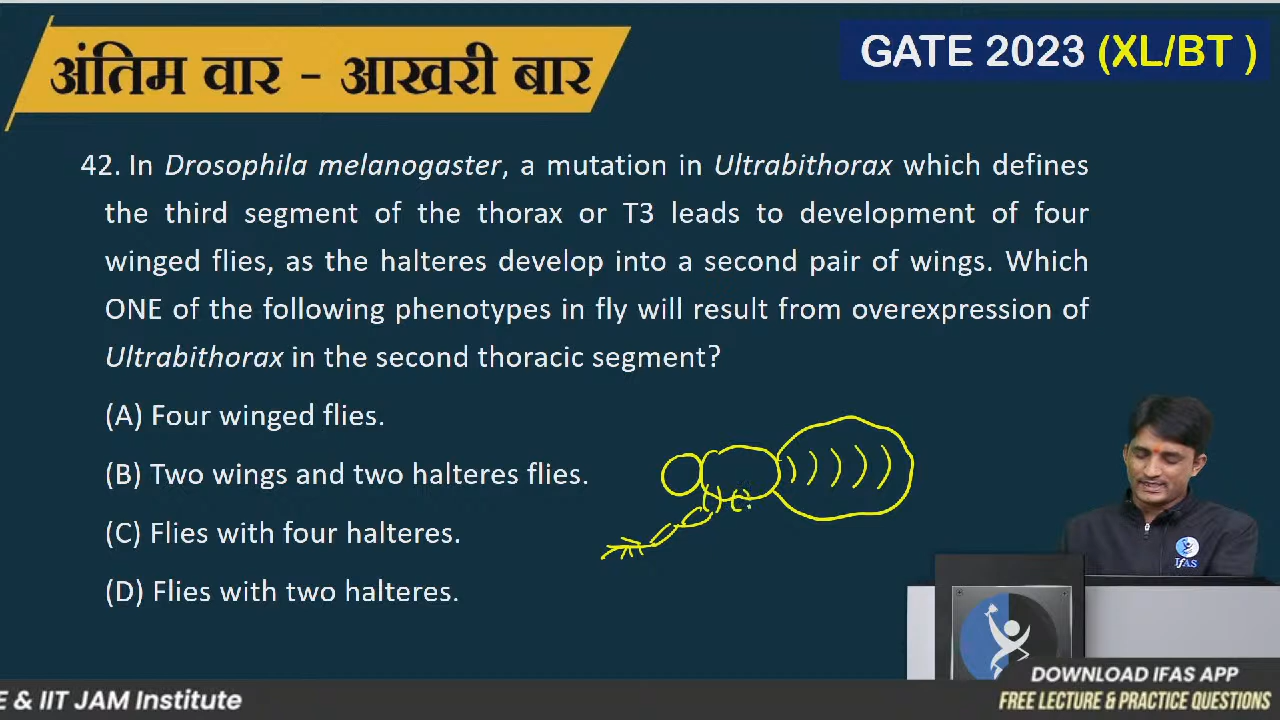 अंतिम वार - आखरी बार
GATE 2023 (XL/BT )
42. In Drosophila melanogaster, a mutation in Ultrabithorax which defines
the third segment of the thorax or T3 leads to development of four
winged flies, as the halteres develop into a second pair of wings. Which
ONE of the following phenotypes in fly will result from overexpression of
Ultrabithorax in the second thoracic segment?
(A) Four winged flies.
(B) Two wings and two halteres flies.
(C) Flies with four halteres.
(D) Flies with two halteres.
IFAS
DOWNLOAD IFAS APP
E & IIT JAM Institute
FREE LECTURE & PRACTICE QUESTIONS